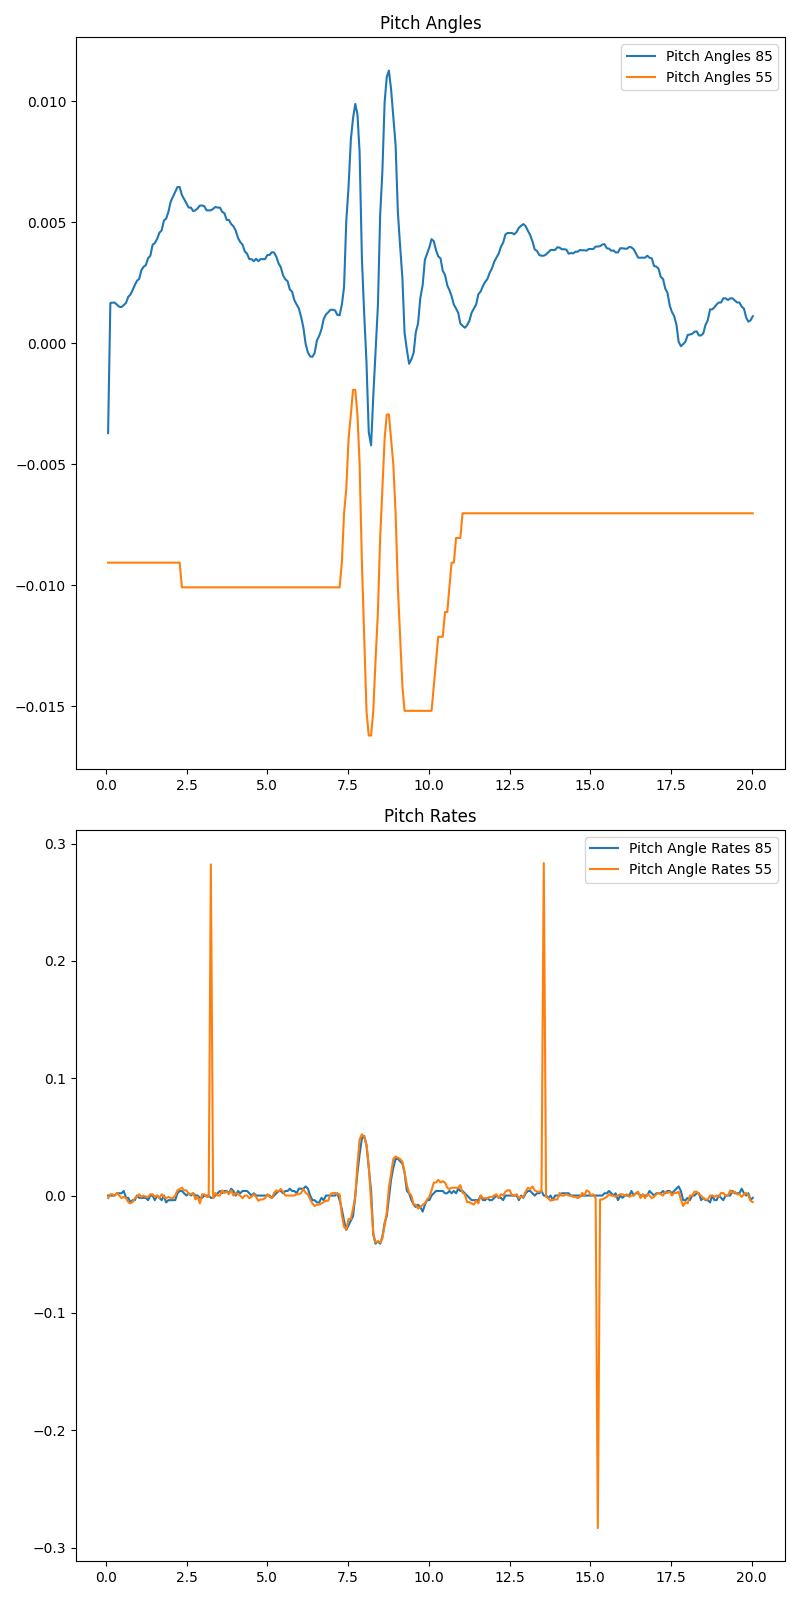 Pitch Angles
Pitch Angles 85
Pitch Angles 55
0.010
0.005
0.000
−0.005
−0.010
−0.015
0.0 2.5 5.0 7.5 10.0 12.5 15.0 17.5 20.0
Pitch Rates
0.3
Pitch Angle Rates 85
Pitch Angle Rates 55
0.2
0.1
0.0
−0.1
−0.2
−0.3
0.0 2.5 5.0 7.5 10.0 12.5 15.0 17.5 20.0